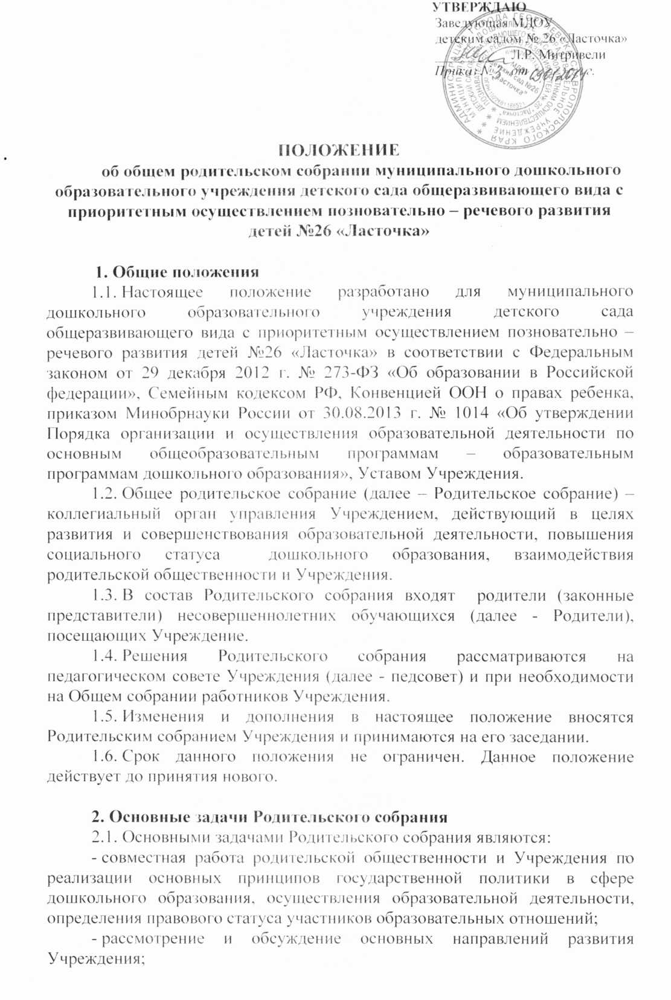 УТВЕРЖДАЮ
Заведующая МДОУ
детским садом № 26 «Ласточка»
Л.Р. Митривели
Приказ № 3 от
ПОЛОЖЕНИЕ
об общем родительском собрании муниципального дошкольного
образовательного учреждения детского сада общеразвивающего вида с
приоритетным осуществлением позновательно – речевого развития
детей №26 «Ласточка»
1. Общие положения
1.1. Настоящее положение разработано для муниципального
дошкольного образовательного учреждения детского сада
общеразвивающего вида с приоритетным осуществлением позновательно –
речевого развития детей №26 «Ласточка» в соответствии с Федеральным
законом от 29 декабря 2012 г. № 273-ФЗ «Об образовании в Российской
федерации», Семейным кодексом РФ, Конвенцией ООН о правах ребенка,
приказом Минобрнауки России от 30.08.2013 г. № 1014 «Об утверждении
Порядка организации и осуществления образовательной деятельности по
основным общеобразовательным программам – образовательным
программам дошкольного образования», Уставом Учреждения.
1.2. Общее родительское собрание (далее – Родительское собрание) –
коллегиальный орган управления Учреждением, действующий в целях
развития и совершенствования образовательной деятельности, повышения
социального статуса дошкольного образования, взаимодействия
родительской общественности и Учреждения.
1.3. В состав Родительского собрания входят родители (законные
представители) несовершеннолетних обучающихся (далее - Родители),
посещающих Учреждение.
1.4. Решения Родительского собрания рассматриваются на
педагогическом совете Учреждения (далее - педсовет) и при необходимости
на Общем собрании работников Учреждения.
1.5. Изменения и дополнения в настоящее положение вносятся
Родительским собранием Учреждения и принимаются на его заседании.
1.6. Срок данного положения не ограничен. Данное положение
действует до принятия нового.
2. Основные задачи Родительского собрания
2.1. Основными задачами Родительского собрания являются:
- совместная работа родительской общественности и Учреждения по
реализации основных принципов государственной политики в сфере
дошкольного образования, осуществления образовательной деятельности,
определения правового статуса участников образовательных отношений;
- рассмотрение и обсуждение основных направлений развития
Учреждения;